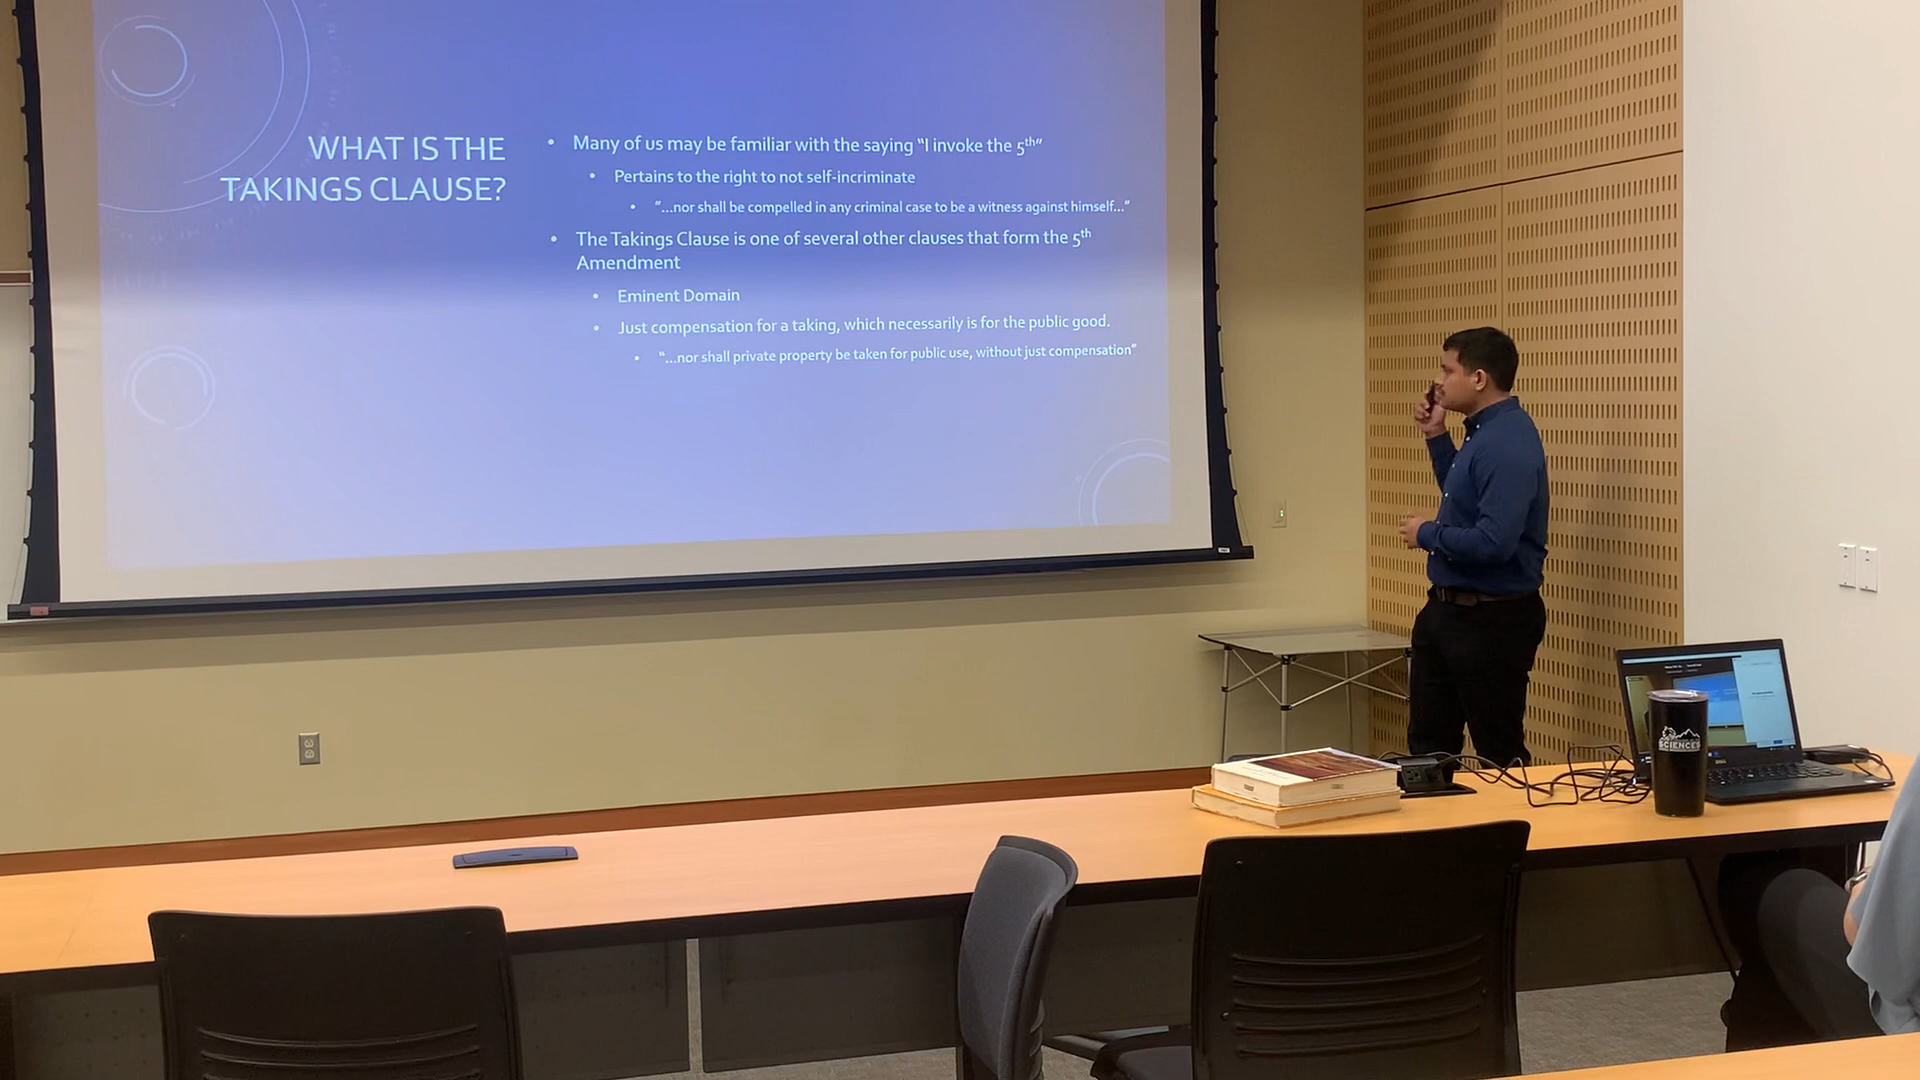 WHAT IS THE
TAKINGS CLAUSE?
• Many of us may be familiar with the saying “I invoke the 5th”
• Pertains to the right to not self-incriminate
• “...nor shall be compelled in any criminal case to be a witness against himself...”
• The Takings Clause is one of several other clauses that form the 5th
Amendment
• Eminent Domain
• Just compensation for a taking, which necessarily is for the public good.
• “...nor shall private property be taken for public use, without just compensation”
SCIENCES
DELL